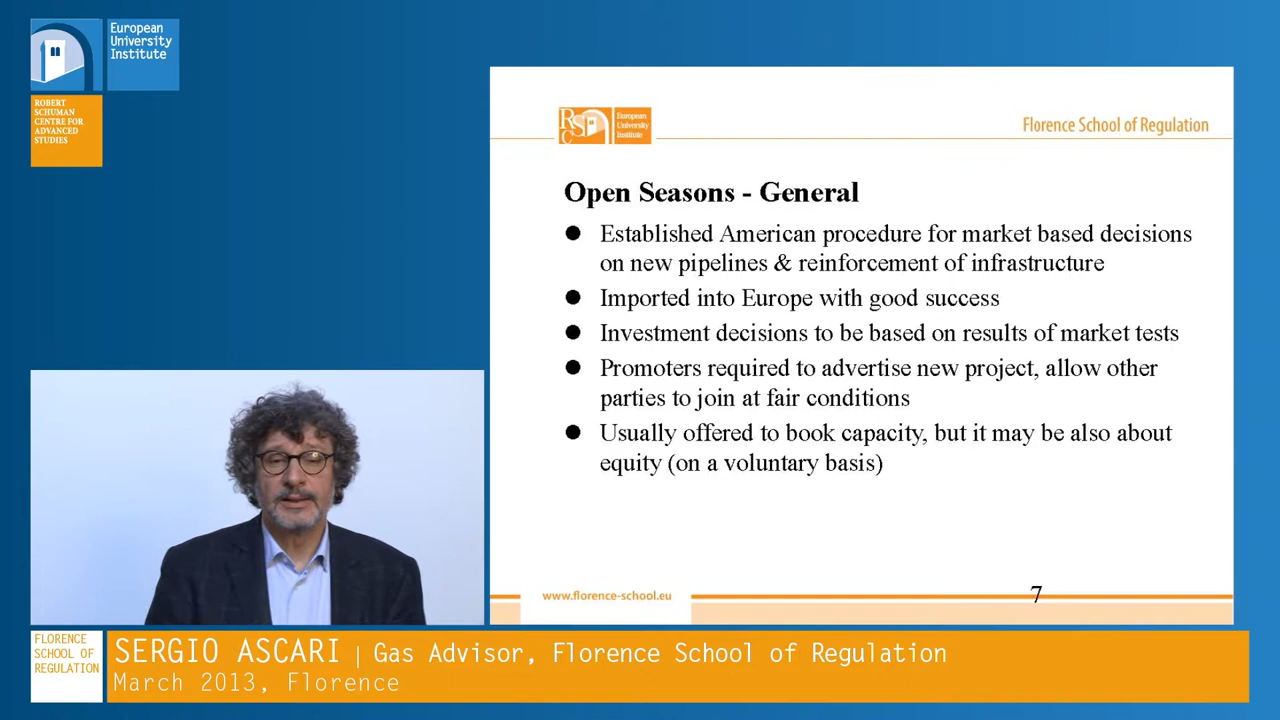 European
University
Institute
ROBERT
SCHUMAN
CENTRE FOR
ADVANCED
STUDIES
RSC
European
University
Institute
Florence School of Regulation
Open Seasons - General
Established American procedure for market based decisions
on new pipelines & reinforcement of infrastructure
Imported into Europe with good success
Investment decisions to be based on results of market tests
Promoters required to advertise new project, allow other
parties to join at fair conditions
Usually offered to book capacity, but it may be also about
equity (on a voluntary basis)
www.florence-school.eu
7
FLORENCE
SCHOOL OF
REGULATION
SERGIO ASCARI | Gas Advisor, Florence School of Regulation
March 2013, Florence